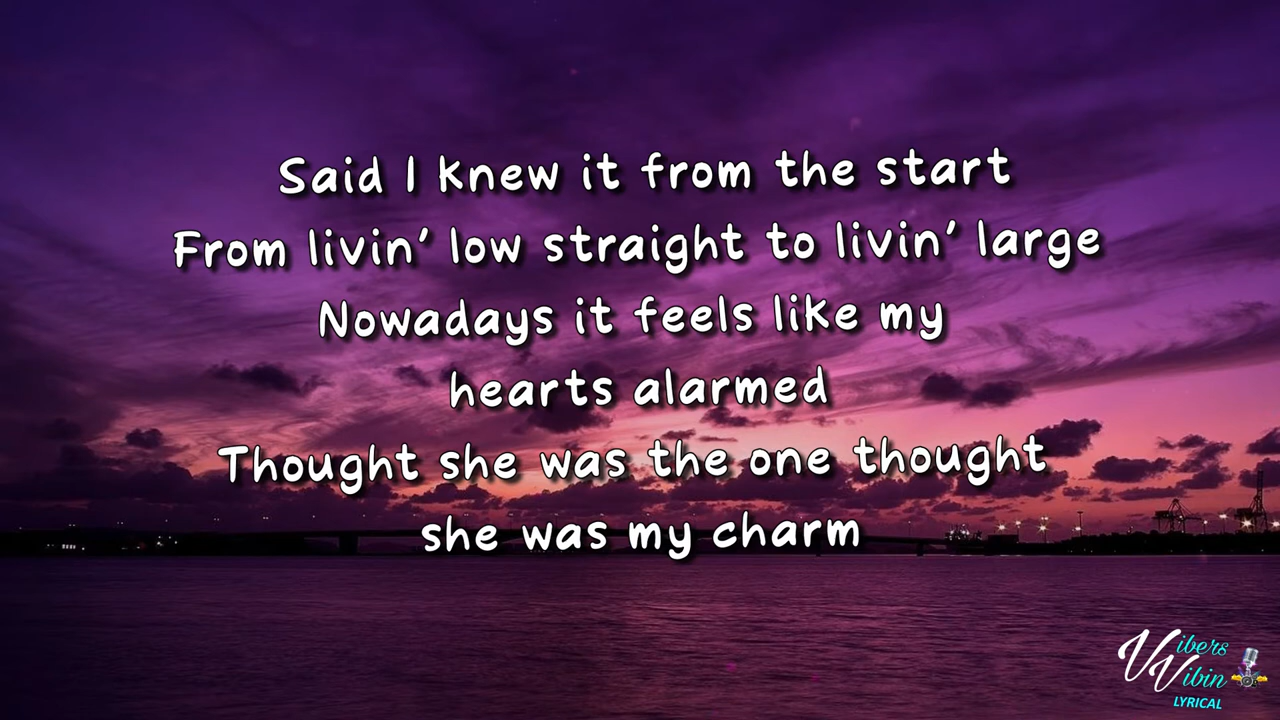 Said I knew it from the start
From livin' low straight to livin' large
Nowadays it feels like my
hearts alarmed
Thought she was the one thought
she was my charm
Vibers
Vibin
LYRICAL